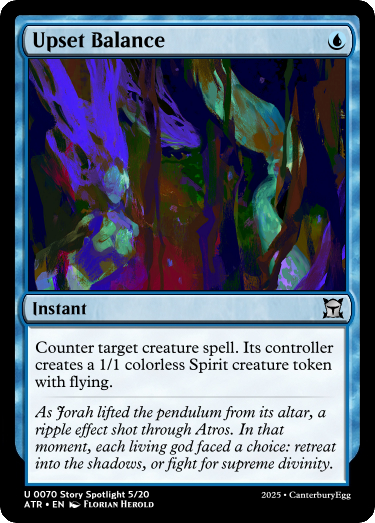 Upset Balance
Instant
Counter target creature spell. Its controller
creates a 1/1 colorless Spirit creature token
with flying.
As Jorah lifted the pendulum from its altar, a
ripple effect shot through Atros. In that
moment, each living god faced a choice: retreat
into the shadows, or fight for supreme divinity.
U 0070 Story Spotlight 5/20
ATR • EN Florian Herold
2025 • CanterburyEgg